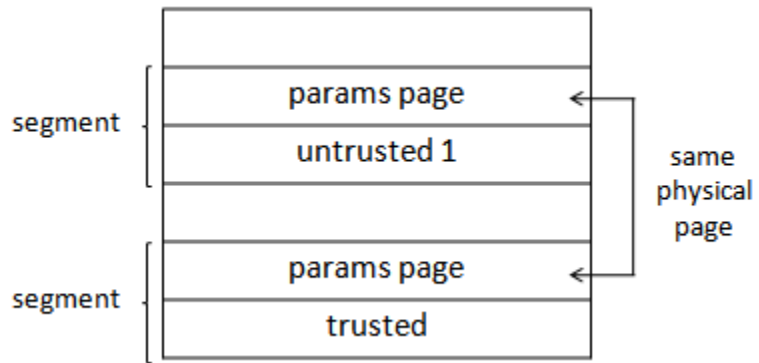 params page
segment
untrusted 1
same
physical
page
params page
segment
trusted